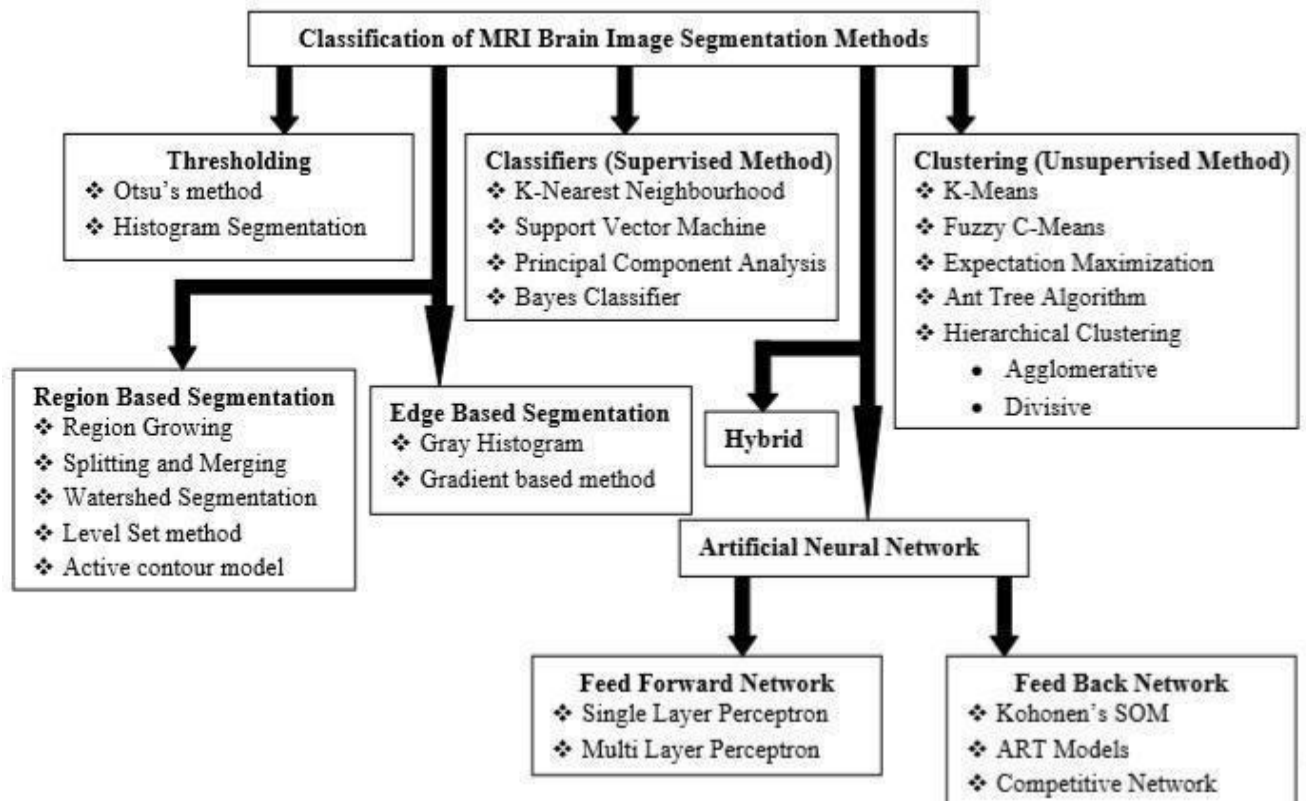 Classification of MRI Brain Image Segmentation Methods
Thresholding
❖ Otsu’s method
❖ Histogram Segmentation
Classifiers (Supervised Method)
❖ K-Nearest Neighbourhood
❖ Support Vector Machine
❖ Principal Component Analysis
❖ Bayes Classifier
Clustering (Unsupervised Method)
❖ K-Means
❖ Fuzzy C-Means
❖ Expectation Maximization
❖ Ant Tree Algorithm
❖ Hierarchical Clustering
• Agglomerative
• Divisive
Region Based Segmentation
❖ Region Growing
❖ Splitting and Merging
❖ Watershed Segmentation
❖ Level Set method
❖ Active contour model
Edge Based Segmentation
❖ Gray Histogram
❖ Gradient based method
Hybrid
Artificial Neural Network
Feed Forward Network
❖ Single Layer Perceptron
❖ Multi Layer Perceptron
Feed Back Network
❖ Kohonen’s SOM
❖ ART Models
❖ Competitive Network